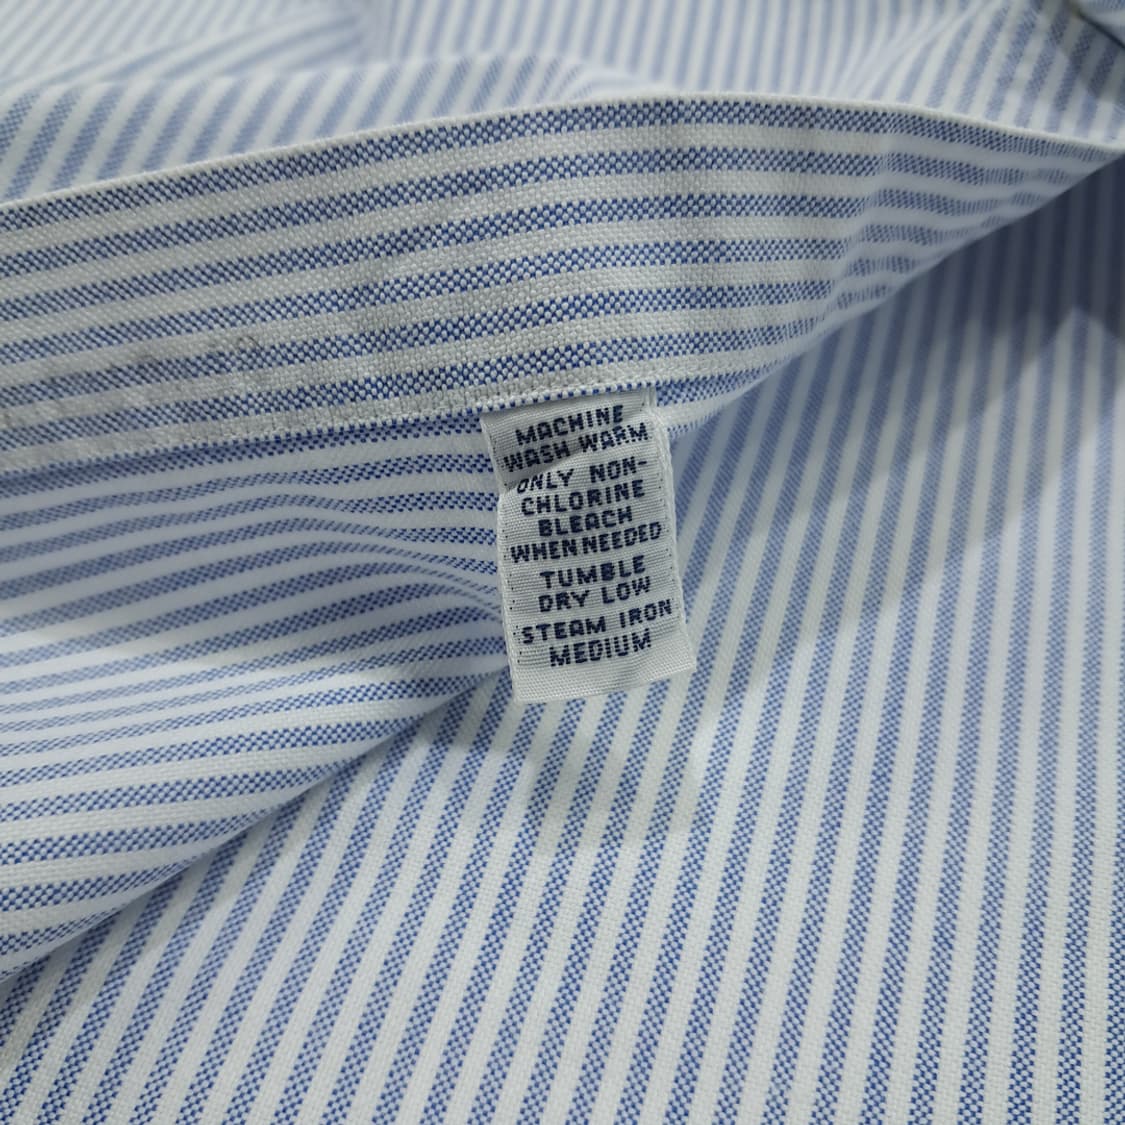 MACHINE
WASH WARM
ONLY NON-
CHLORINE
BLEACH
WHEN NEEDED
TUMBLE
DRY LOW
STEAM IRON
MEDIUM